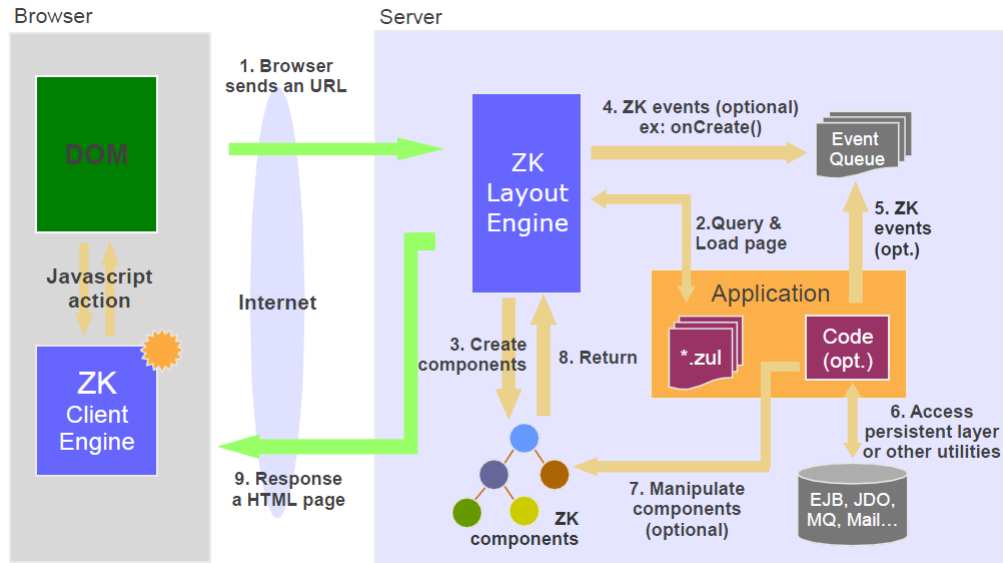 Browser
Server
1. Browser
sends an URL
DOM
Javascript
action
ZK
Client
Engine
Internet
ZK
Layout
Engine
4. ZK events (optional)
ex: onCreate()
Event
Queue
2.Query &
Load page
5. ZK
events
(opt.)
Application
*.zul
Code
(opt.)
3. Create
components
8. Return
6. Access
persistent layer
or other utilities
9. Response
a HTML page
ZK
components
7. Manipulate
components
(optional)
EJB, JDO,
MQ, Mail…